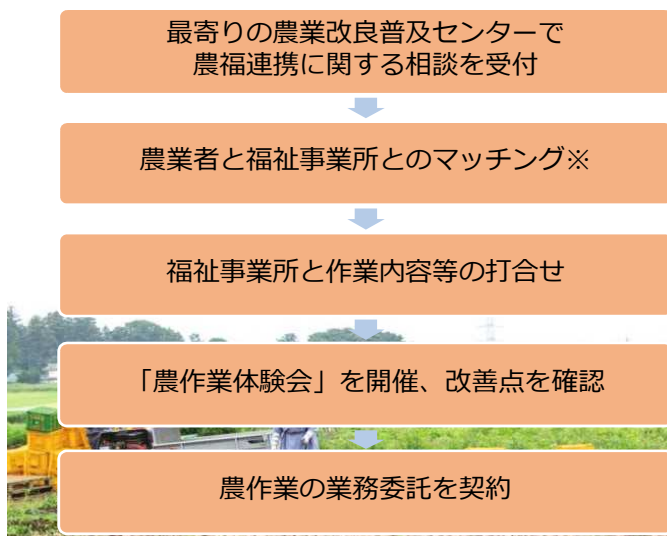 最寄りの農業改良普及センターで
農福連携に関する相談を受付
農業者と福祉事業所とのマッチング※
福祉事業所と作業内容等の打合せ
「農作業体験会」を開催、改善点を確認
農作業の業務委託を契約